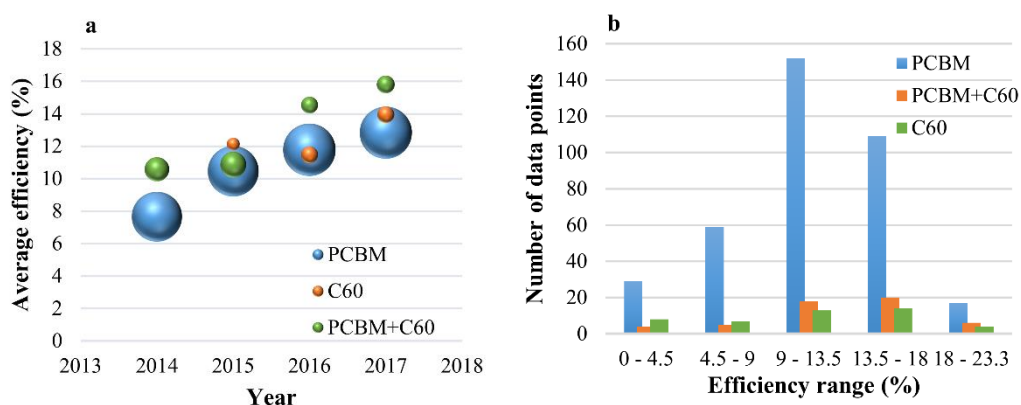 a
Average efficiency (%)
18
16
14
12
10
8
6
4
2
0
PCBM
C60
PCBM+C60
2013 2014 2015 2016 2017 2018
Year
b
Number of data points
160
140
120
100
80
60
40
20
0
PCBM
PCBM+C60
C60
0 - 4.5 4.5 - 9 9 - 13.5 13.5 - 18 18 - 23.3
Efficiency range (%)